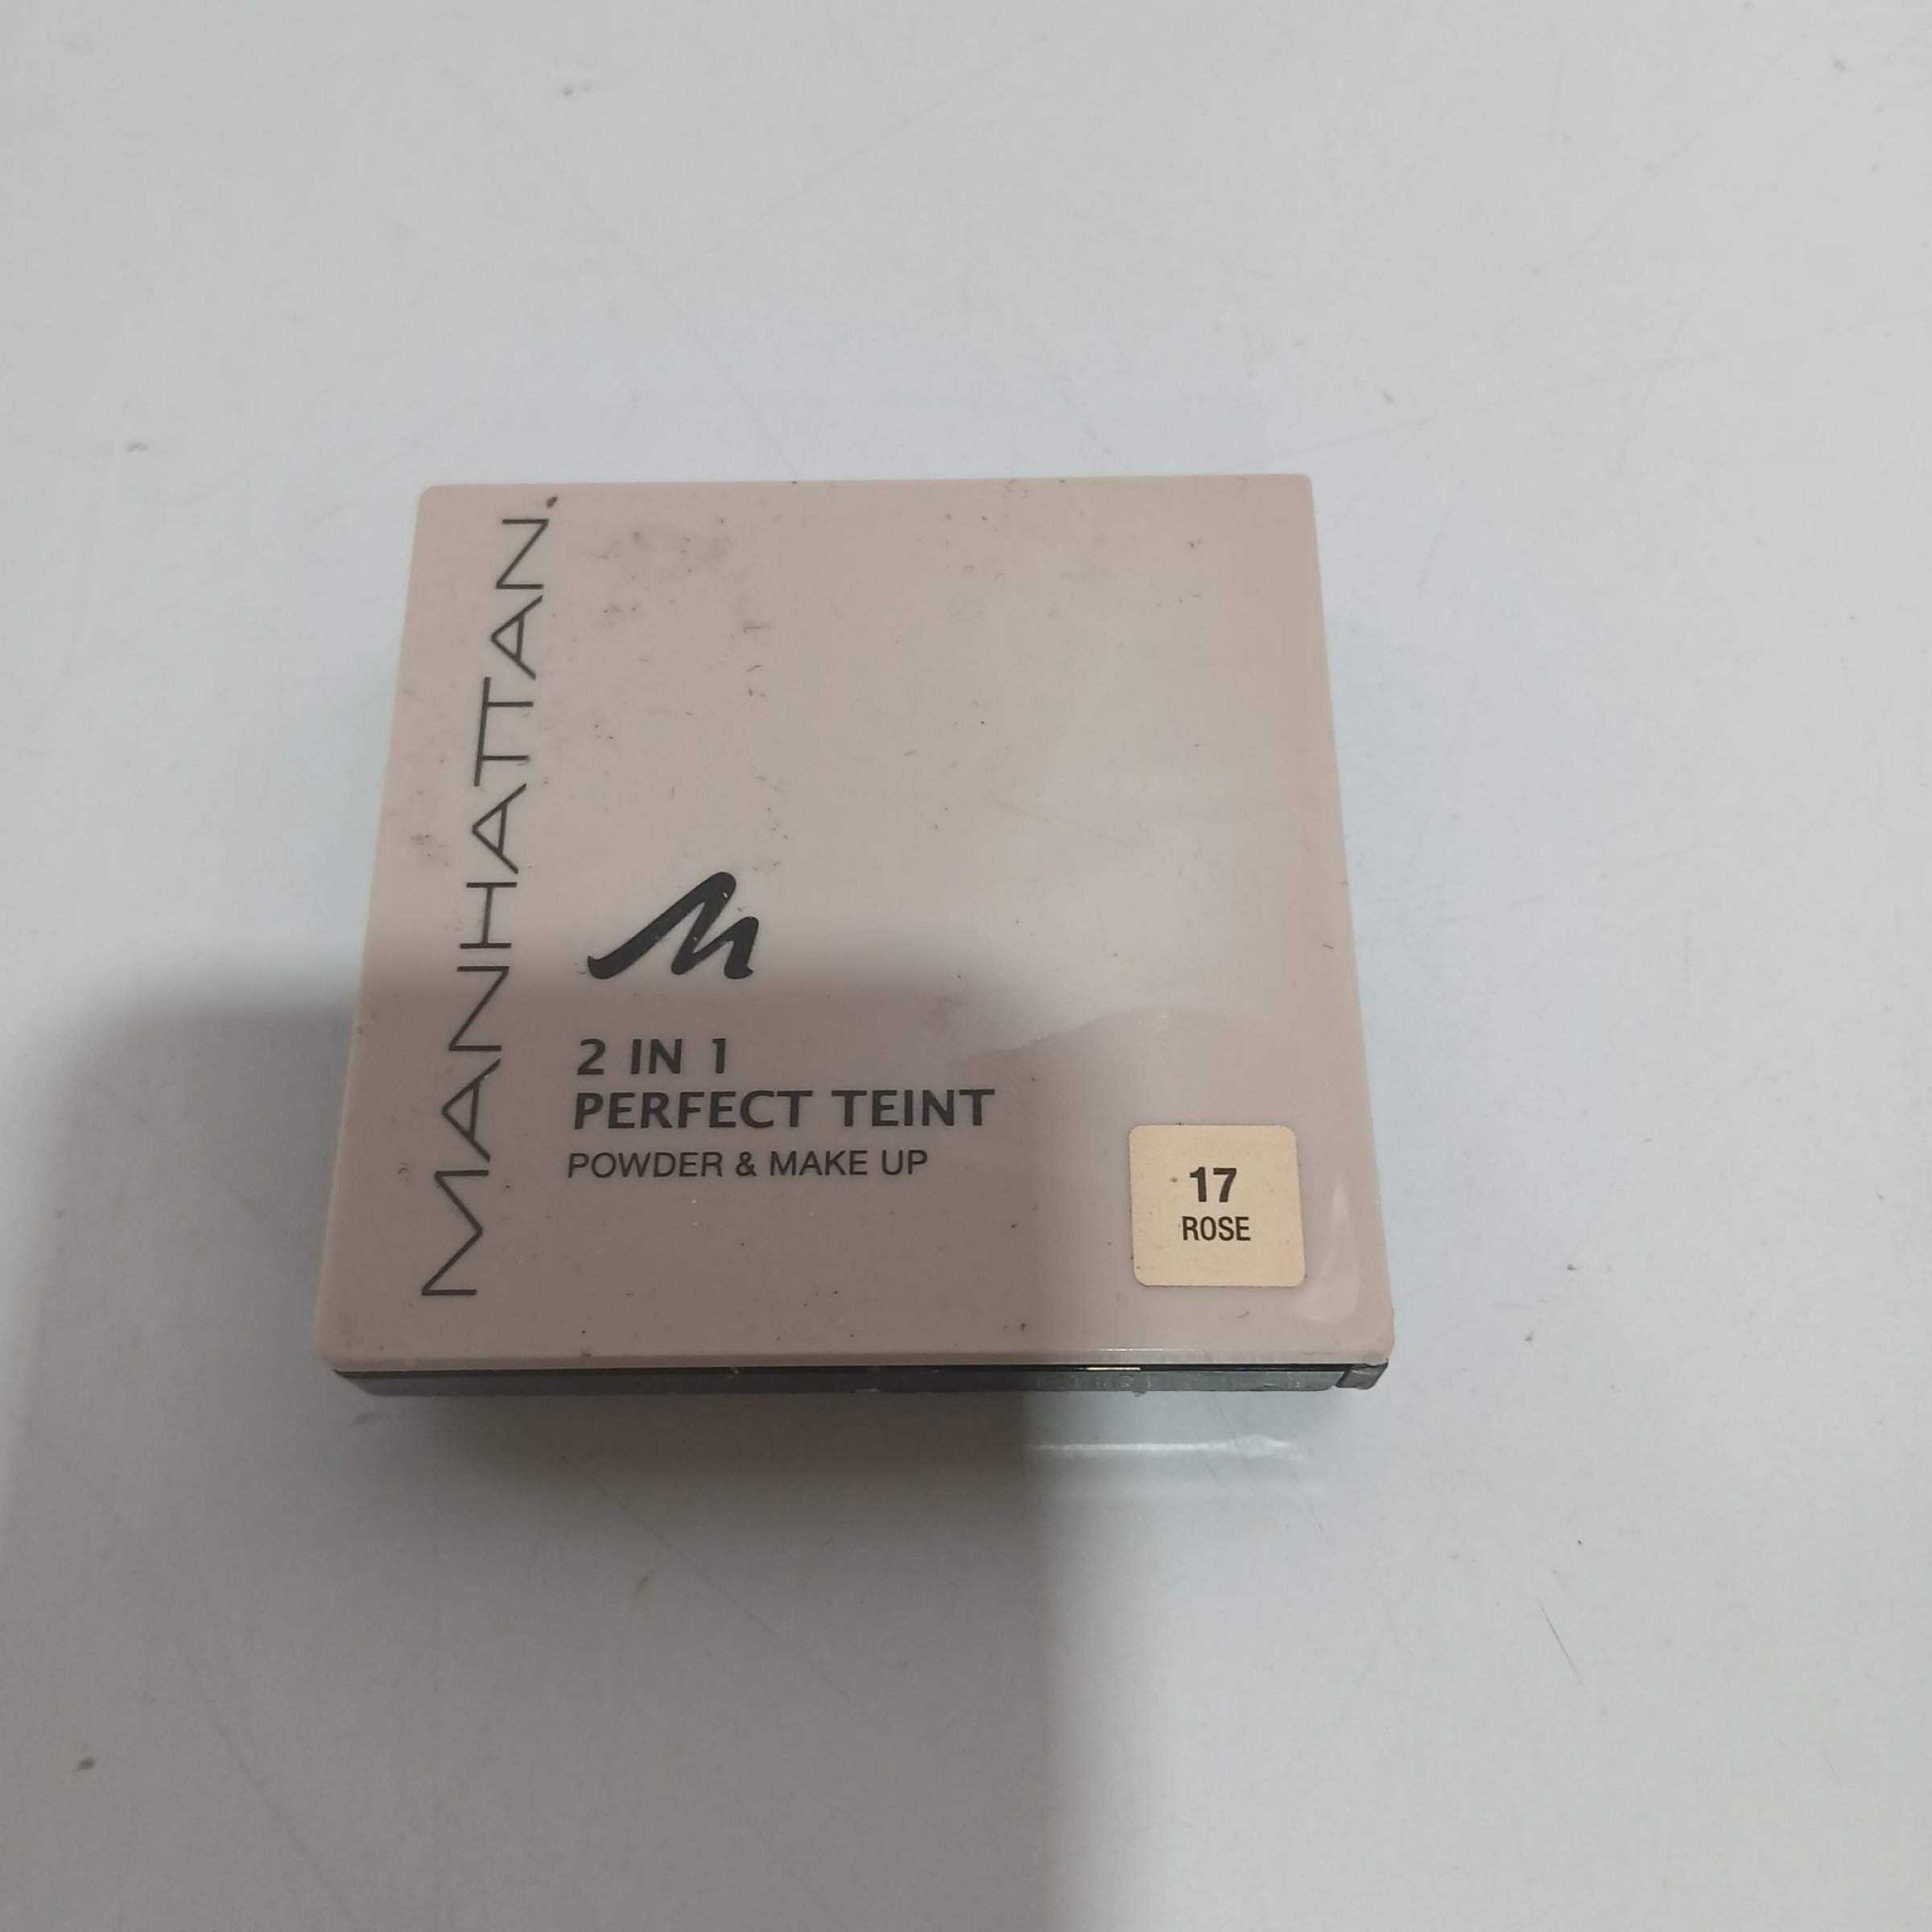 MANHATTAN.
M
2 IN 1
PERFECT TEINT
POWDER & MAKE UP
17
ROSE